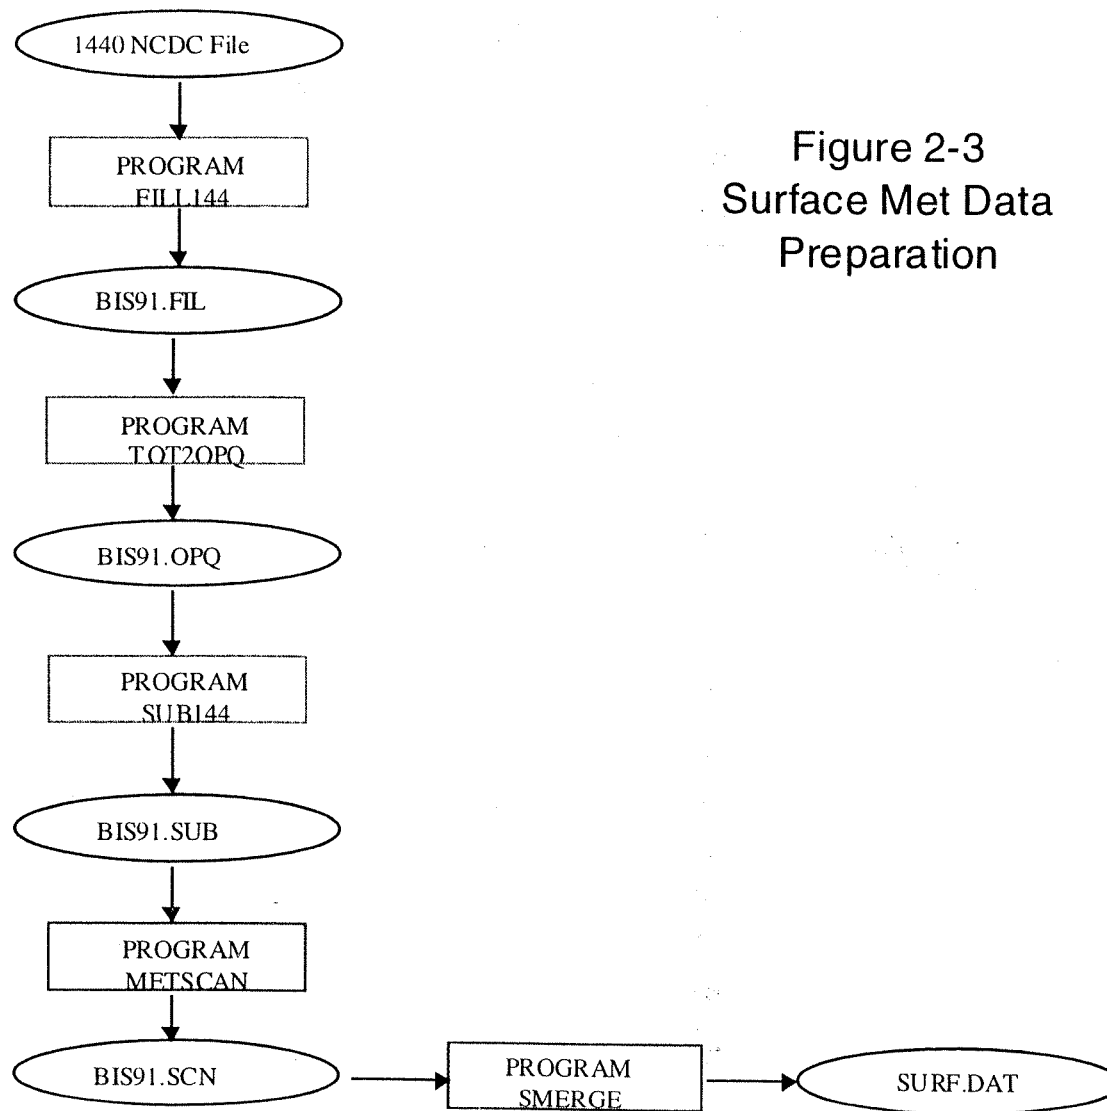 1440 NCDC File
Figure 2-3
Surface Met Data
Preparation
PROGRAM
FILL144
BIS91.FIL
PROGRAM
TOT2OPQ
BIS91.OPQ
PROGRAM
SUB144
BIS91.SUB
PROGRAM
METSCAN
BIS91.SCN
PROGRAM
SMERGE
SURF.DAT